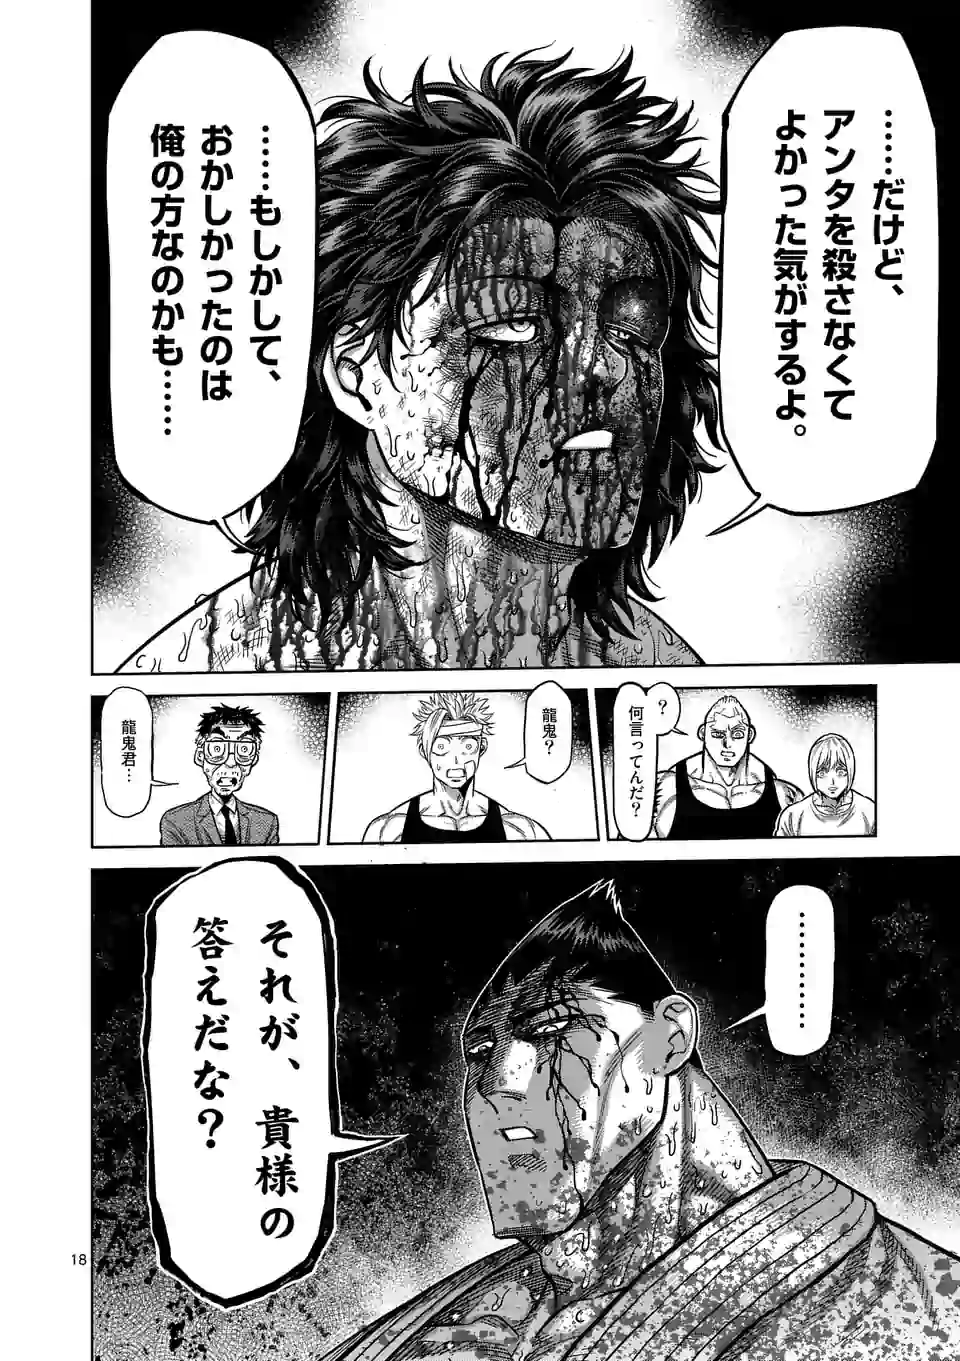 ……だけど、
アンタを殺さなくて
よかった気がするよ。
……もしかして、
おかしかったのは
俺の方なのかも……
？
何言ってんだ？
龍鬼？
龍鬼君…
…………
それが、貴様の
答えだな？
18